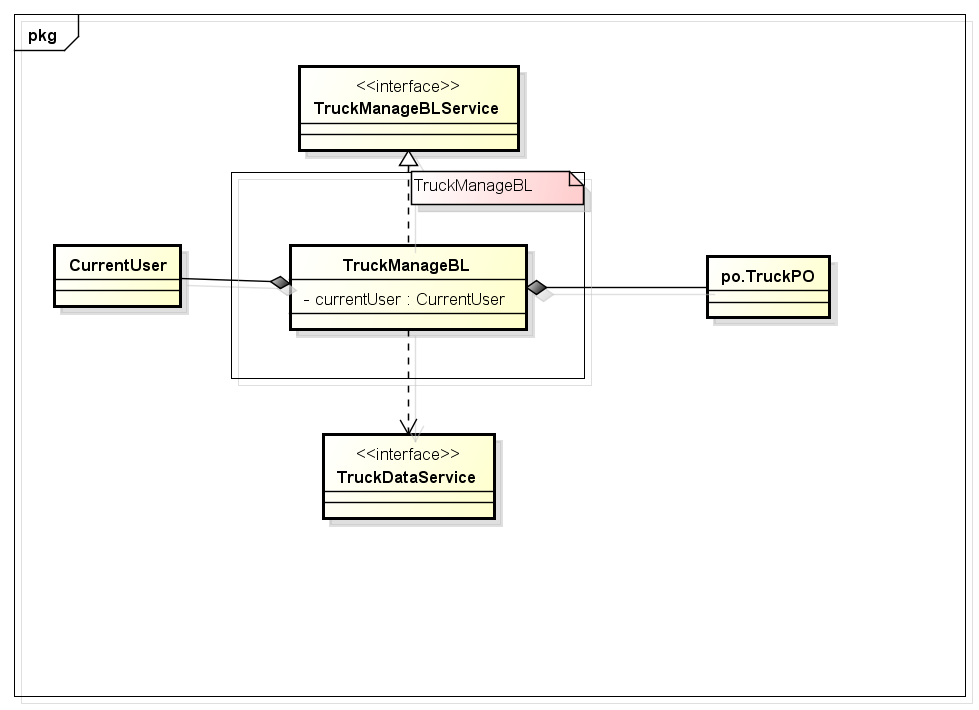 pkg
<<interface>>
TruckManageBLService
TruckManageBL
CurrentUser
TruckManageBL
- currentUser : CurrentUser
po.TruckPO
<<interface>>
TruckDataService